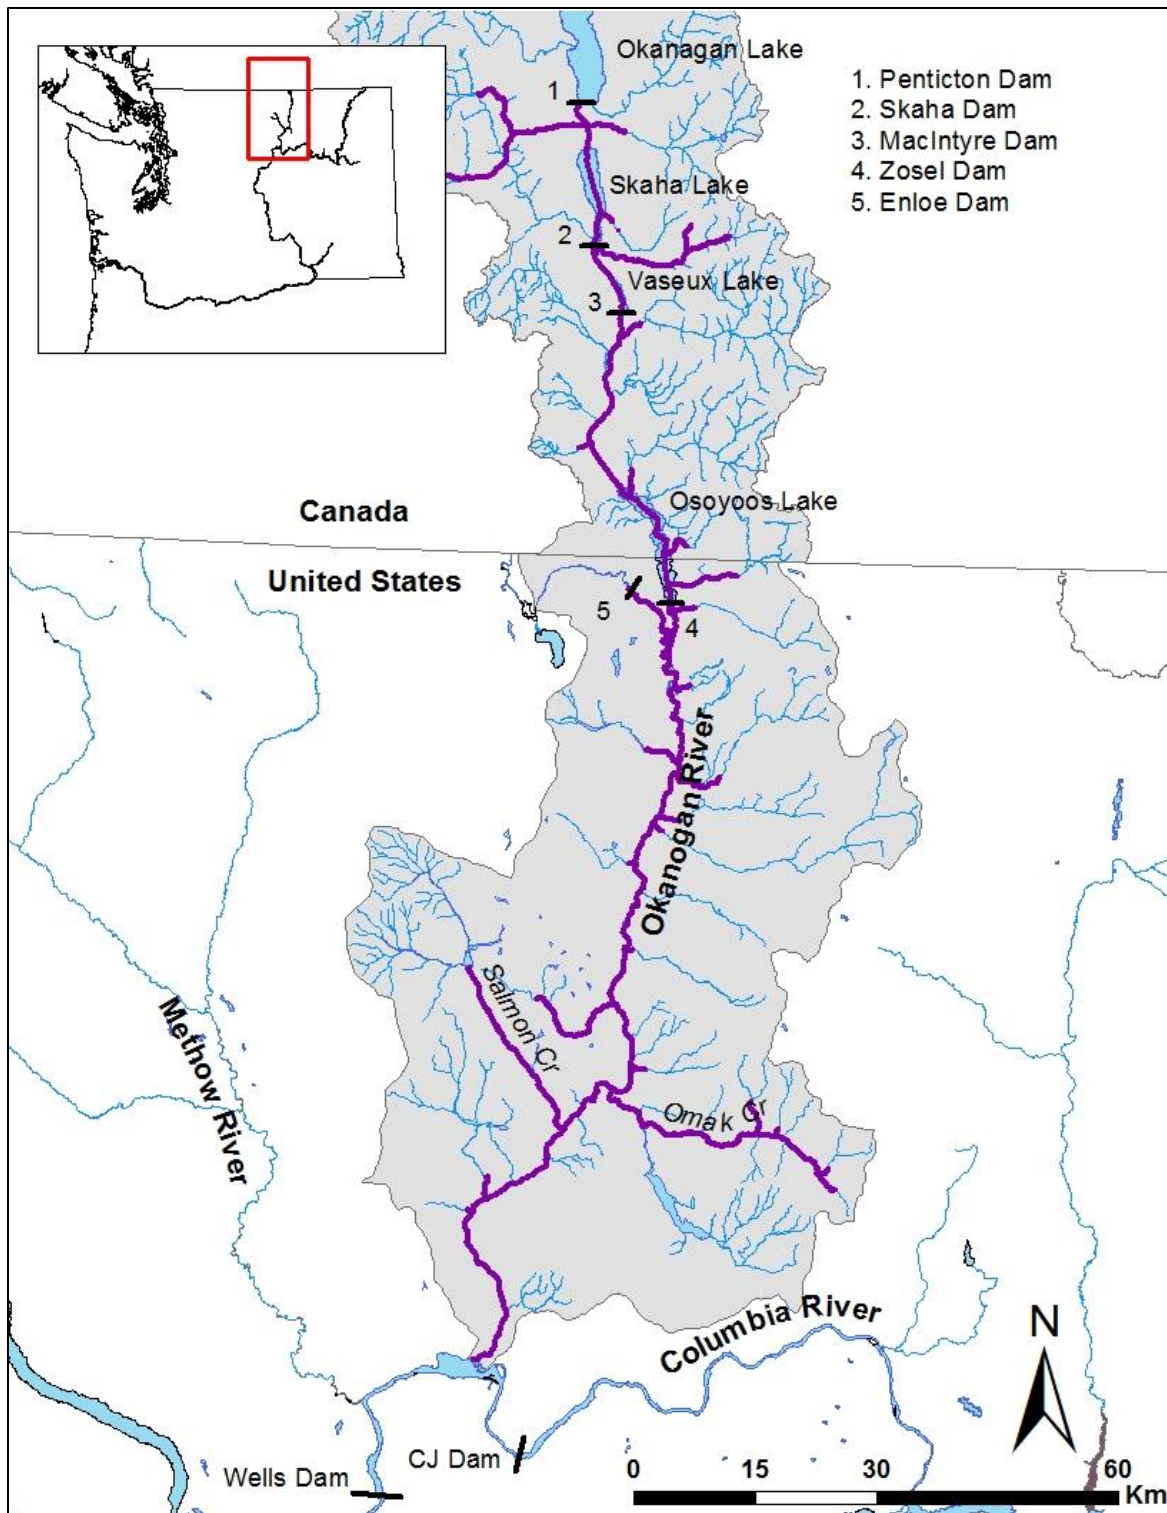 Okanagan Lake
1. Penticton Dam
2. Skaha Dam
3. MacIntyre Dam
4. Zosel Dam
5. Enloe Dam
1
Skaha Lake
2
Vaseux Lake
3
Osoyoos Lake
Canada
United States
5
4
Okanogan River
Salmon Cr
Methow River
Omak Cr
Columbia River
N
CJ Dam
Wells Dam
0 15 30 60
Km